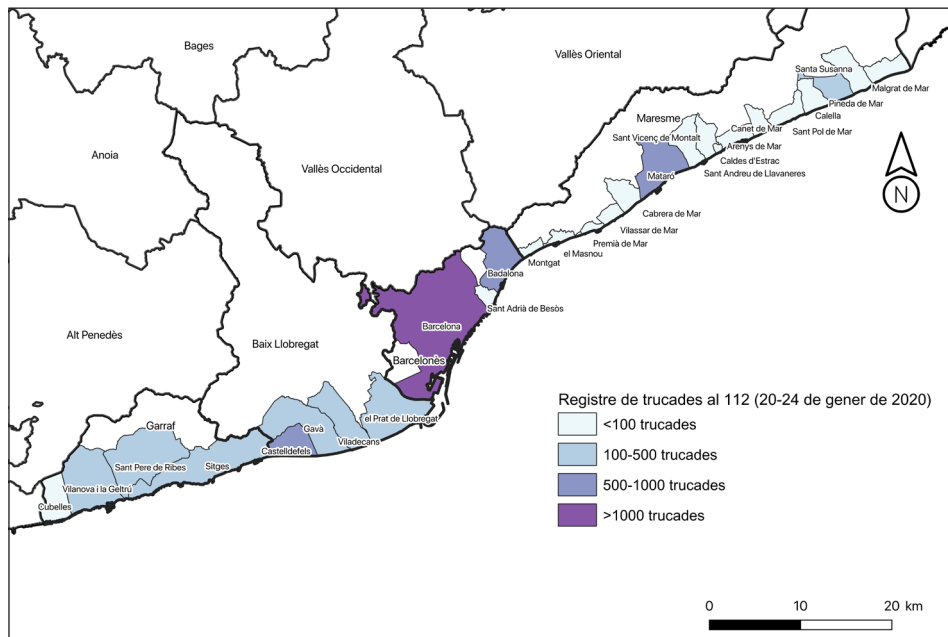 Bages
Vallès Oriental
Santa Susanna
Malgrat de Mar
Pineda de Mar
Calella
Maresme
Canet de Mar
Sant Pol de Mar
Sant Vicenç de Montalt
Arenys de Mar
Anoia
Caldes d'Estrac
Vallès Occidental
Sant Andreu de Llavaneres
Mataró
N
Cabrera de Mar
Vilassar de Mar
Premià de Mar
el Masnou
Montgat
Badalona
Sant Adrià de Besòs
Barcelona
Alt Penedès
Baix Llobregat
Barcelonès
Registre de trucades al 112 (20-24 de gener de 2020)
<100 trucades
100-500 trucades
500-1000 trucades
>1000 trucades
el Prat de Llobregat
Garraf
Gavà
Viladecans
Castelldefels
Sant Pere de Ribes
Sitges
Vilanova i la Geltrú
Cubelles
0 10 20 km